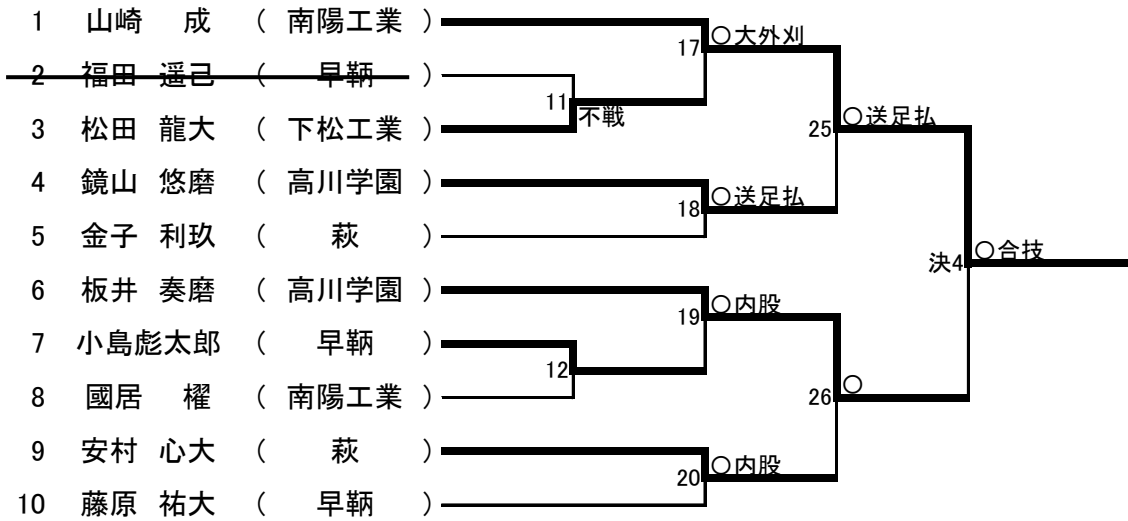 1 山崎 成 ( 南陽工業 )
17 ○大外刈
2 福田 遥己 ( 早鞆 )
11 不戦
3 松田 龍大 ( 下松工業 )
25 ○送足払
4 鏡山 悠磨 ( 高川学園 )
18 ○送足払
5 金子 利玖 ( 萩 )
決4 ○合技
6 板井 奏磨 ( 高川学園 )
19 ○内股
7 小島彪太郎 ( 早鞆 )
12
8 國居 櫂 ( 南陽工業 )
26 ○
9 安村 心大 ( 萩 )
20 ○内股
10 藤原 祐大 ( 早鞆 )